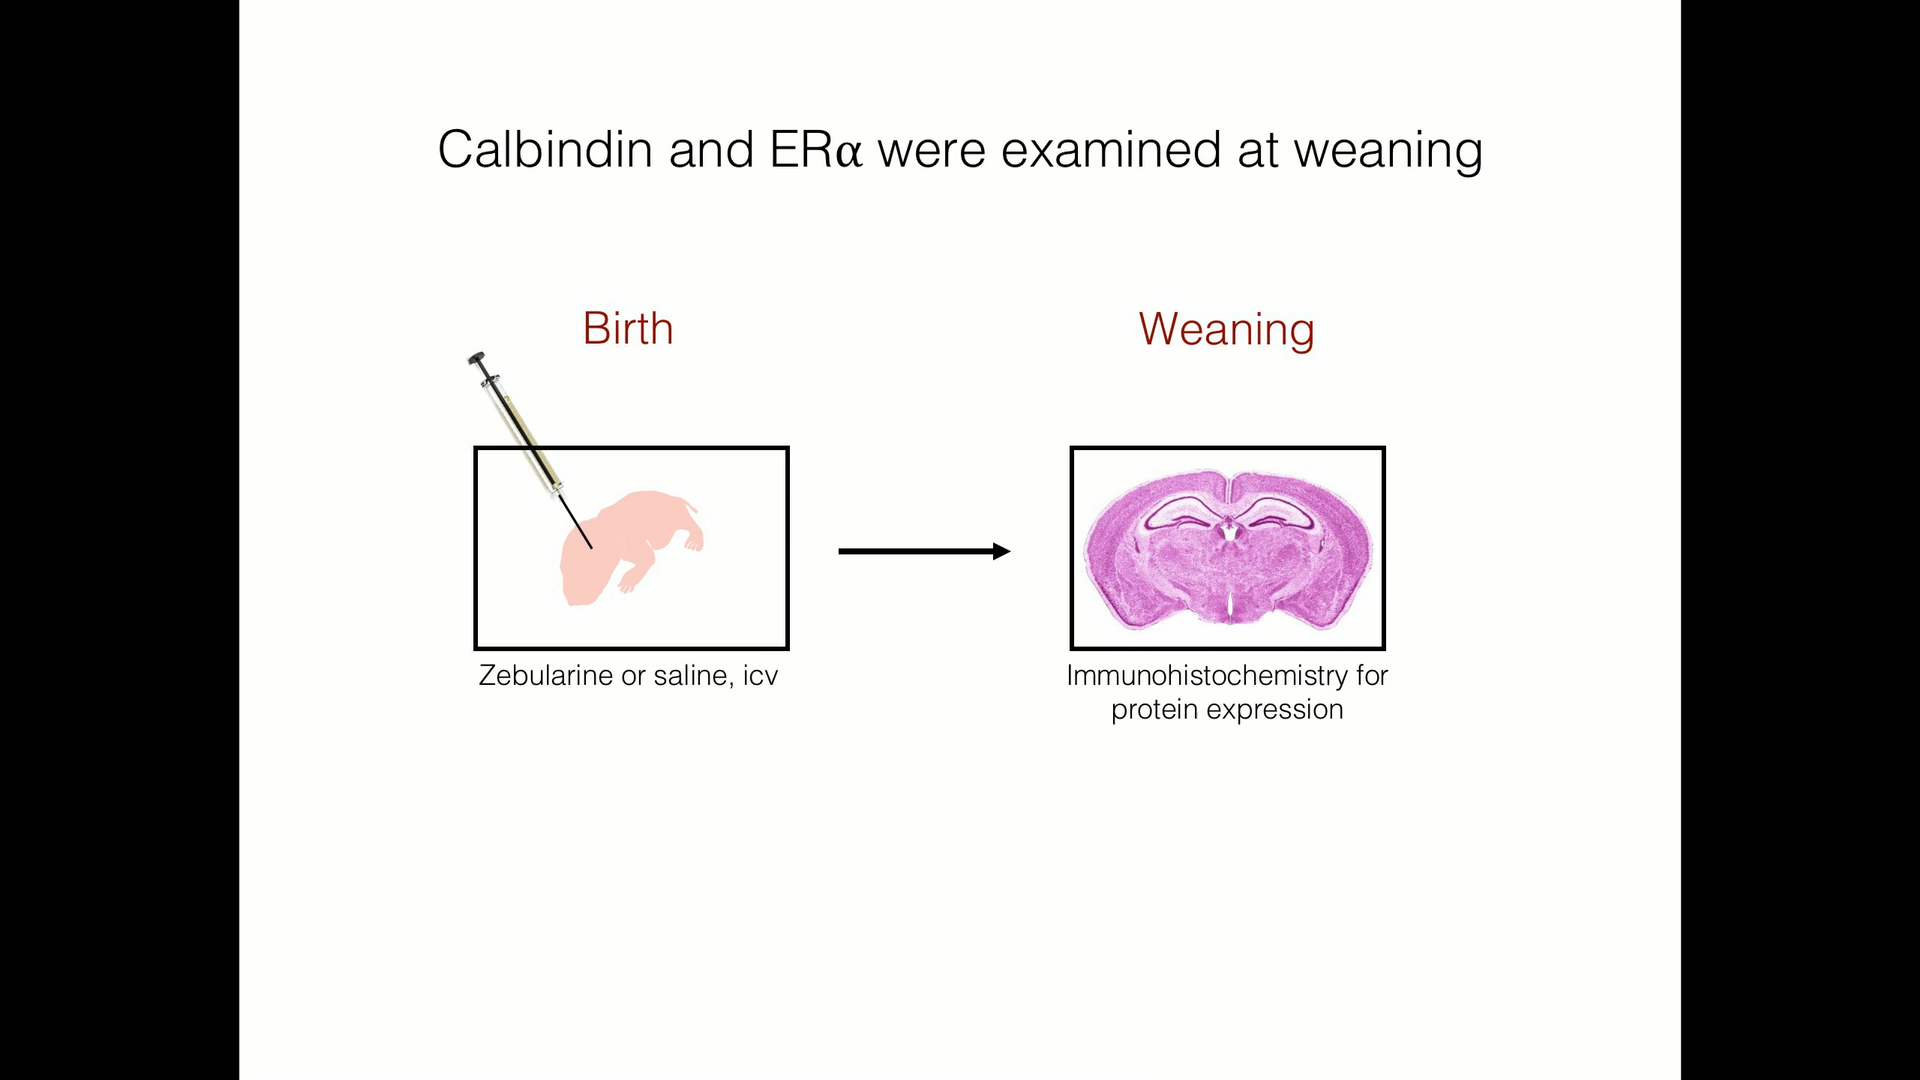 Calbindin and ERα were examined at weaning
Birth
Weaning
Zebularine or saline, icv
Immunohistochemistry for
protein expression